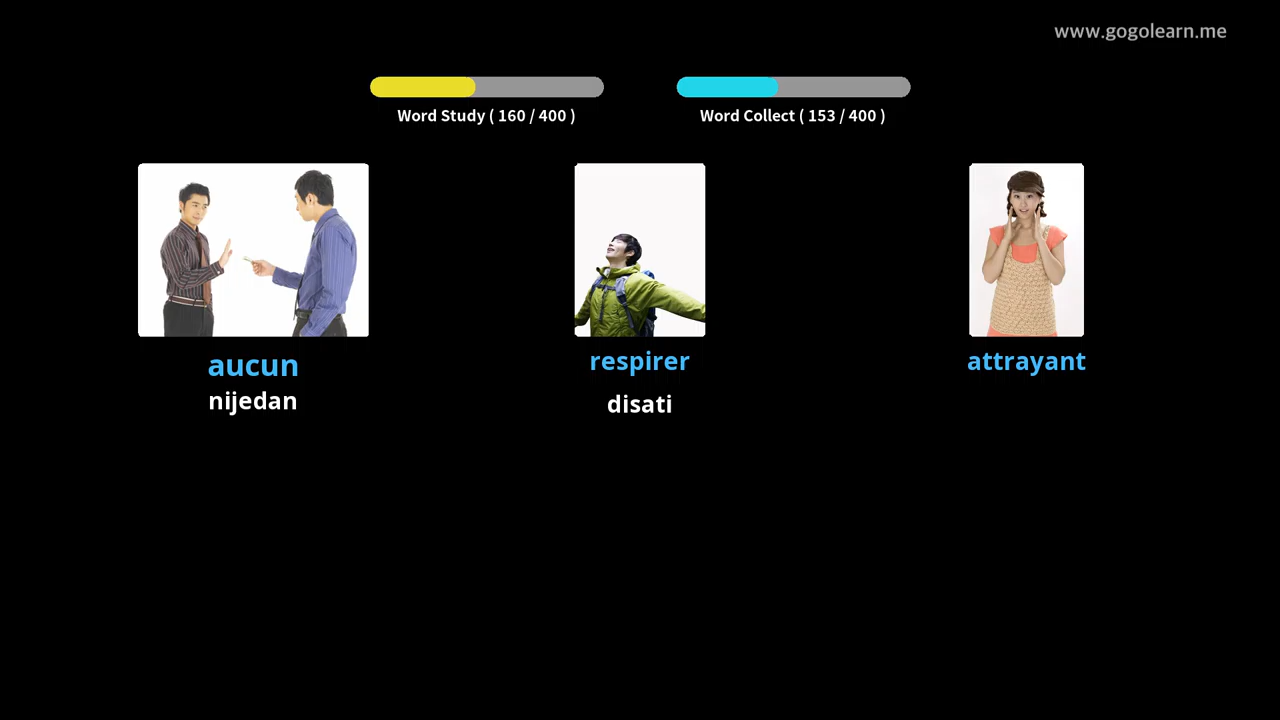 www.gogolearn.me
Word Study ( 160 / 400 )
Word Collect ( 153 / 400 )
aucun
nijedan
respirer
disati
attrayant